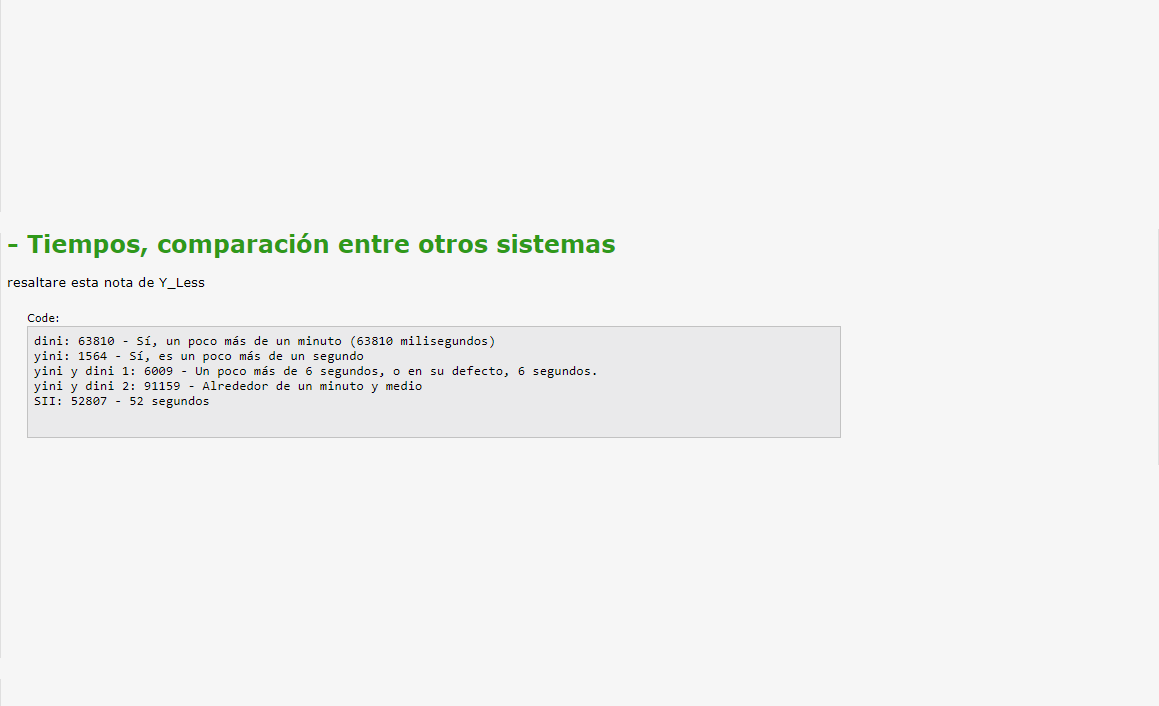 - Tiempos, comparación entre otros sistemas
resaltare esta nota de Y_Less
Code:
dini: 63810 - Sí, un poco más de un minuto (63810 milisegundos)
yini: 1564 - Sí, es un poco más de un segundo
yini y dini 1: 6009 - Un poco más de 6 segundos, o en su defecto, 6 segundos.
yini y dini 2: 91159 - Alrededor de un minuto y medio
SII: 52807 - 52 segundos